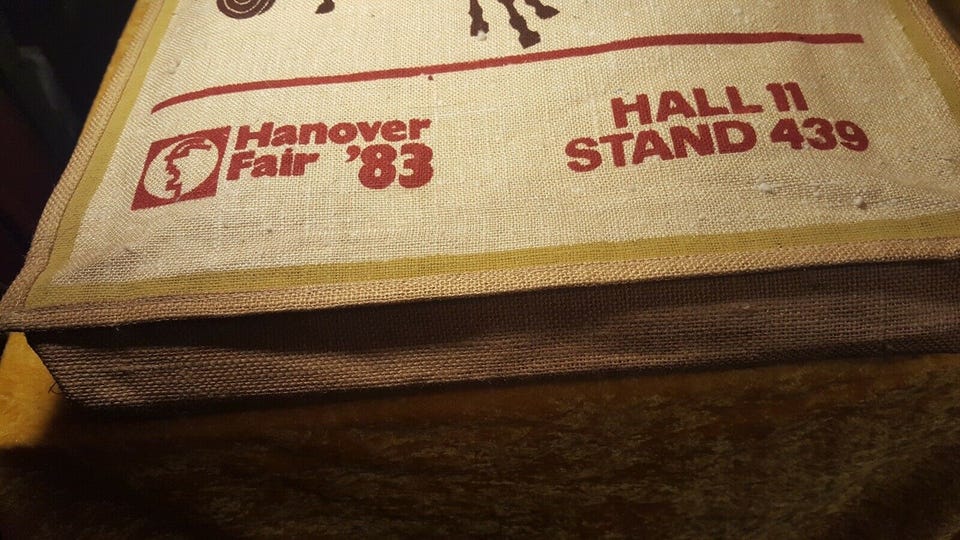 Hanover
Fair '83
HALL 11
STAND 439